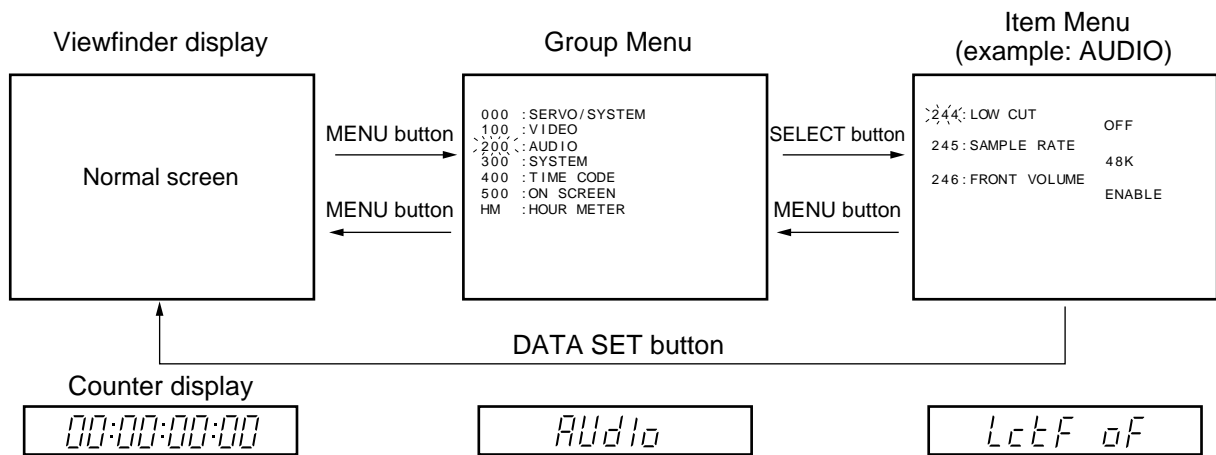 Viewfinder display
Normal screen
MENU button
MENU button
Group Menu
000 :SERVO/SYSTEM
100 :VIDEO
200 :AUDIO
300 :SYSTEM
400 :TIME CODE
500 :ON SCREEN
HM :HOUR METER
SELECT button
MENU button
Item Menu
(example: AUDIO)
244:LOW CUT
OFF
245:SAMPLE RATE
48K
246:FRONT VOLUME
ENABLE
DATA SET button
Counter display
00:00:00:00
AUdIo
LctF oF